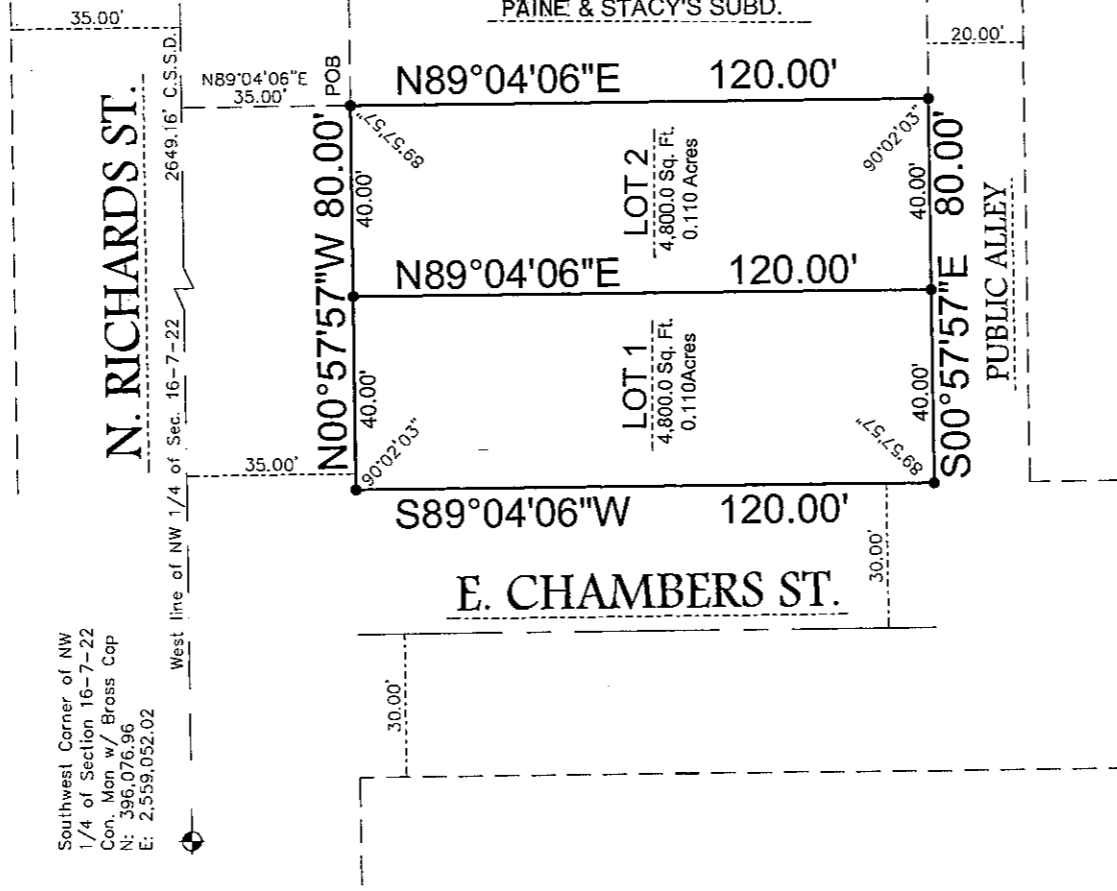 PAINE & STACY'S SUBD.
35.00'
20.00'
2649.16' C.S.S.D.
West line of NW 1/4 of Sec. 16-7-22
N89°04'06"E
35.00'
POB
N89°04'06"E 120.00'
89°57'57"
90°02'03"
N. RICHARDS ST.
N00°57'57"W 80.00'
40.00'
LOT 2
4,800.0 Sq. Ft.
0.110 Acres
40.00'
S00°57'57"E 80.00'
PUBLIC ALLEY
N89°04'06"E 120.00'
40.00'
LOT 1
4,800.0 Sq. Ft.
0.110Acres
40.00'
35.00'
90°02'03"
89°57'57"
S89°04'06"W 120.00'
30.00'
E. CHAMBERS ST.
30.00'
Southwest Corner of NW
1/4 of Section 16-7-22
Con. Mon w/ Brass Cap
N: 396,076.96
E: 2,559,052.02